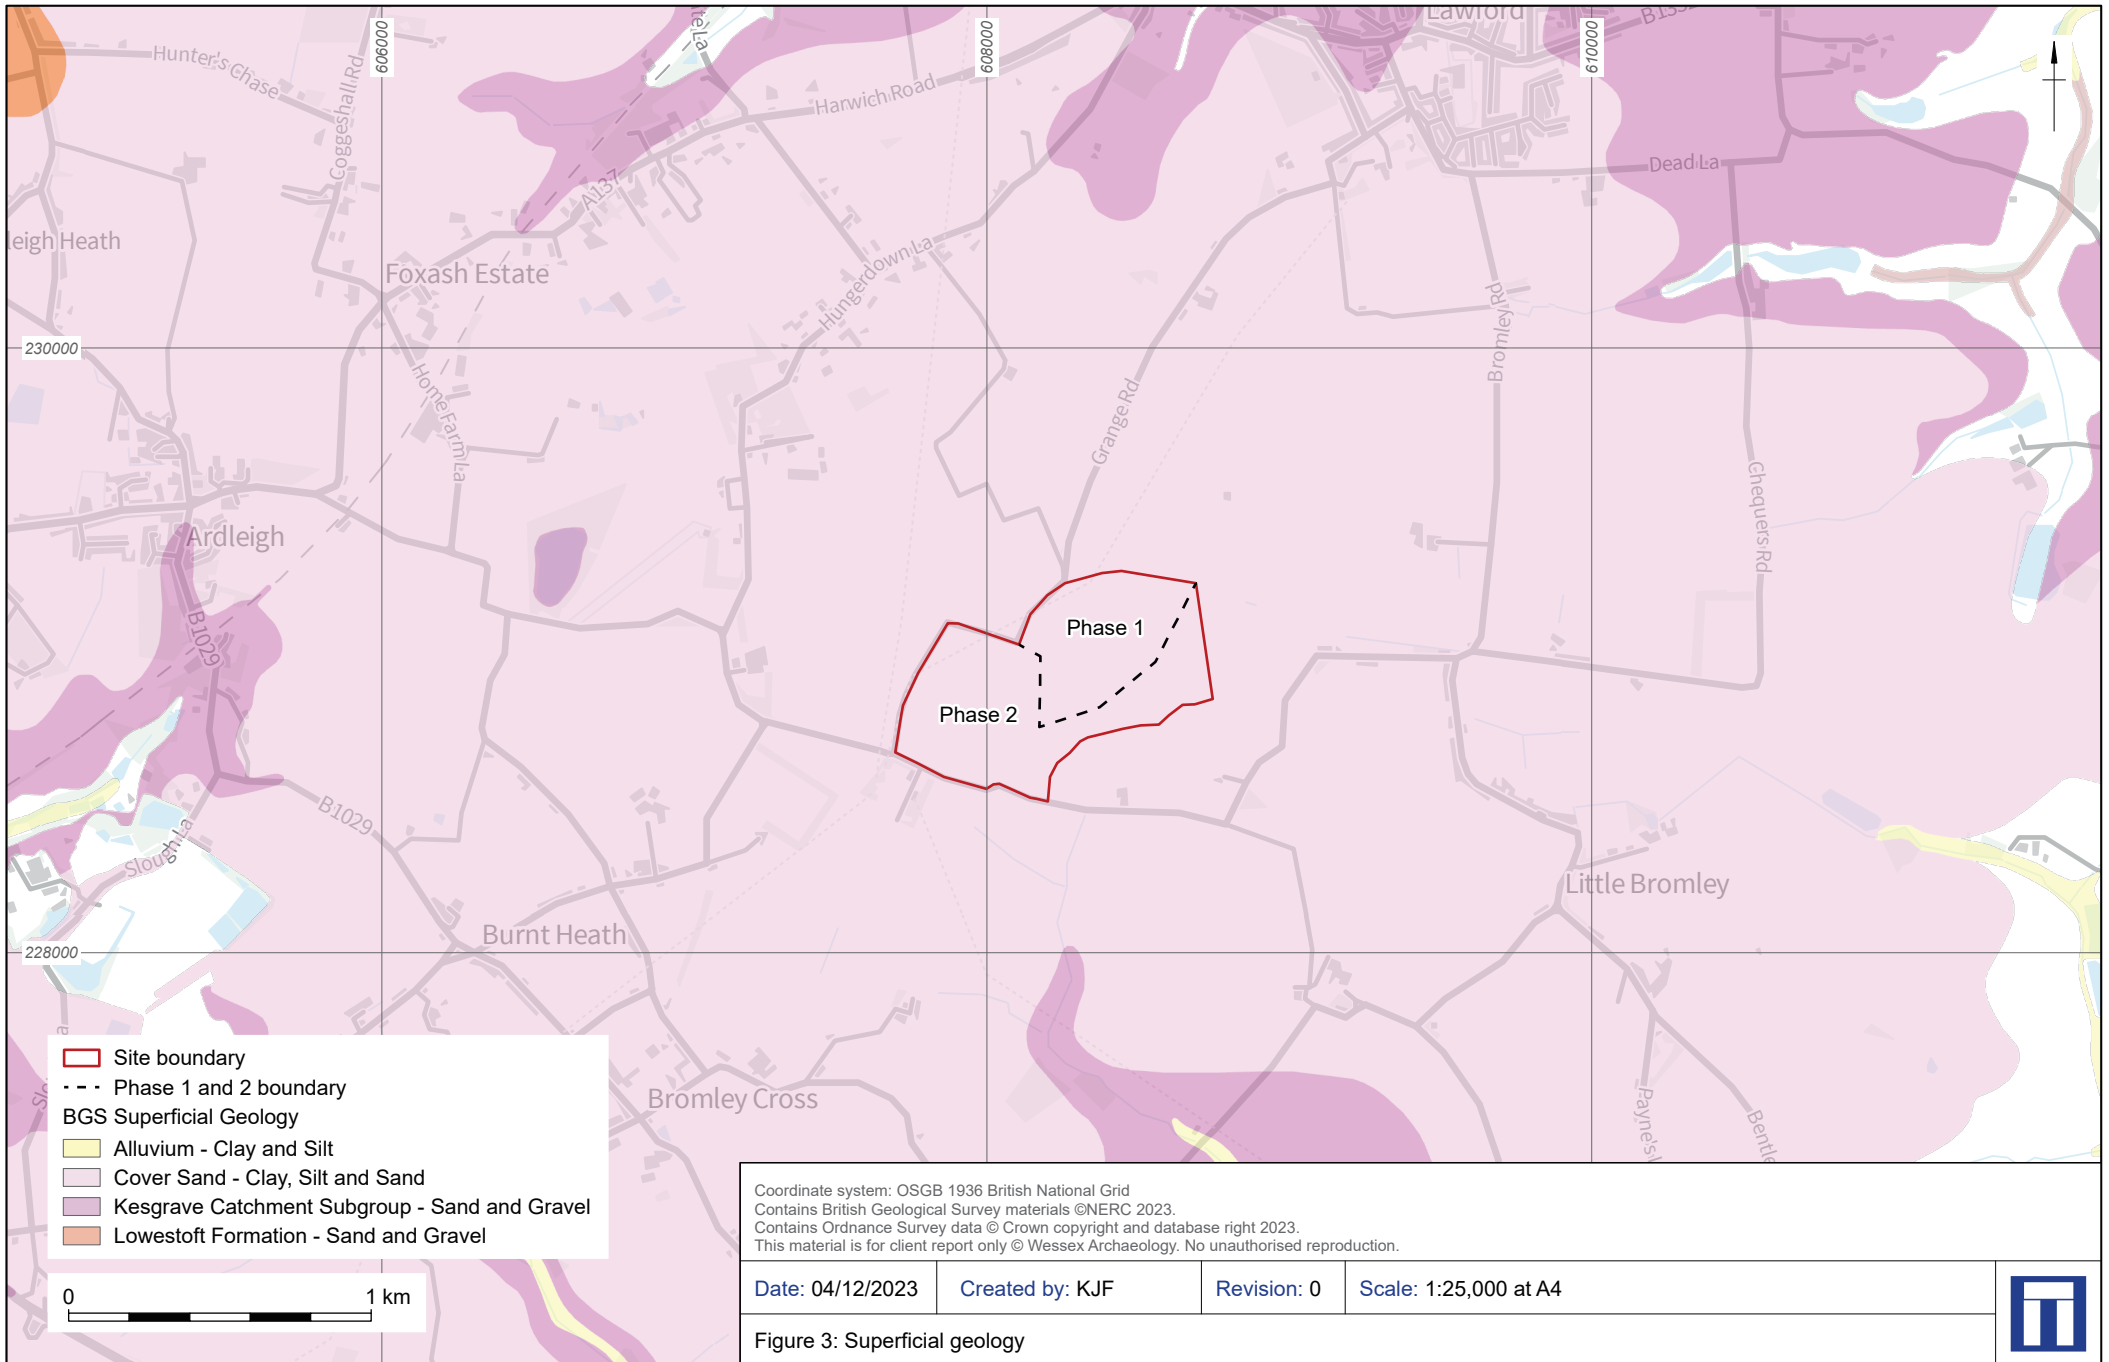 Lawford
B1352
Hunter's Chase
Coggeshall Rd
606000
608000
610000
Harwich Road
A137
Dead La
leigh Heath
Foxash Estate
Hungerdown La
Bromley Rd
230000
Home Farm La
Grange Rd
Chequers Rd
Ardleigh
B1029
Phase 1
Phase 2
B1029
Slough La
Little Bromley
Burnt Heath
228000
Bromley Cross
Payne's L
Bentle
Site boundary
Phase 1 and 2 boundary
BGS Superficial Geology
Alluvium - Clay and Silt
Cover Sand - Clay, Silt and Sand
Kesgrave Catchment Subgroup - Sand and Gravel
Lowestoft Formation - Sand and Gravel
0 1 km
Coordinate system: OSGB 1936 British National Grid
Contains British Geological Survey materials ©NERC 2023.
Contains Ordnance Survey data © Crown copyright and database right 2023.
This material is for client report only © Wessex Archaeology. No unauthorised reproduction.
Date: 04/12/2023 Created by: KJF Revision: 0 Scale: 1:25,000 at A4
Figure 3: Superficial geology